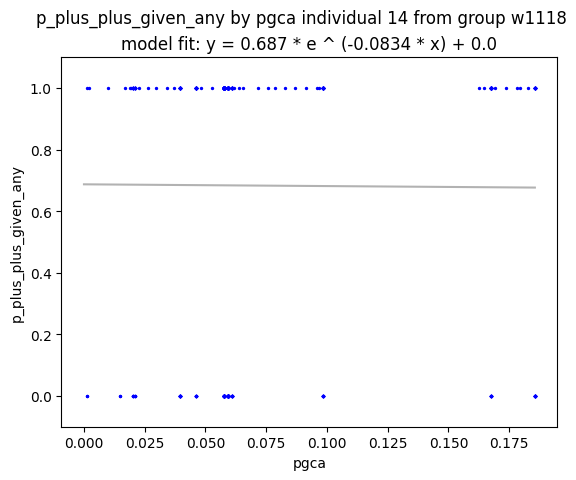 p_plus_plus_given_any by pgca individual 14 from group w1118
model fit: y = 0.687 * e ^ (-0.0834 * x) + 0.0
1.0
0.8
0.6
0.4
0.2
0.0
p_plus_plus_given_any
0.000 0.025 0.050 0.075 0.100 0.125 0.150 0.175
pgca